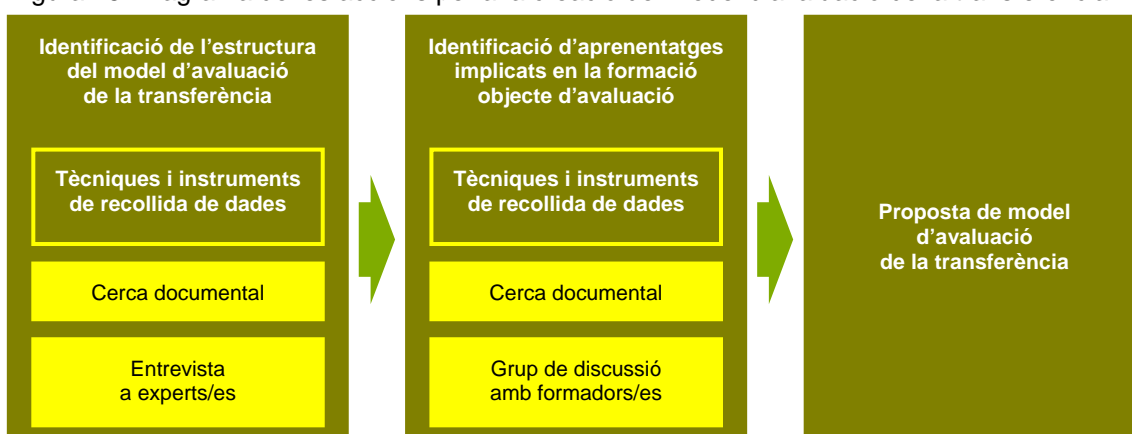 Identificació de l’estructura
del model d’avaluació
de la transferència
Tècniques i instruments
de recollida de dades
Cerca documental
Entrevista
a experts/es
Identificació d’aprenentatges
implicats en la formació
objecte d’avaluació
Tècniques i instruments
de recollida de dades
Cerca documental
Grup de discussió
amb formadors/es
Proposta de model
d’avaluació
de la transferència